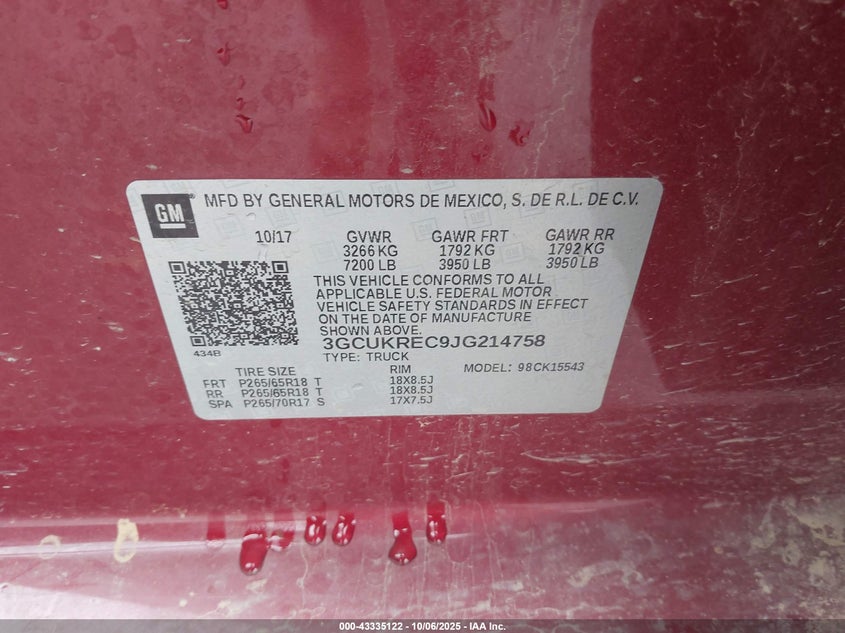 GM
MFD BY GENERAL MOTORS DE MEXICO, S. DE R.L. DE C.V.
10/17 GVWR GAWR FRT GAWR RR
3266 KG 1792 KG 1792 KG
7200 LB 3950 LB 3950 LB
THIS VEHICLE CONFORMS TO ALL
APPLICABLE U.S. FEDERAL MOTOR
VEHICLE SAFETY STANDARDS IN EFFECT
ON THE DATE OF MANUFACTURE
SHOWN ABOVE.
3GCUKREC9JG214758
434B
TYPE: TRUCK
MODEL: 98CK15543
TIRE SIZE RIM
FRT P265/65R18 T 18X8.5J
RR P265/65R18 T 18X8.5J
SPA P265/70R17 S 17X7.5J
000-43335122 - 10/06/2025 - IAA Inc.